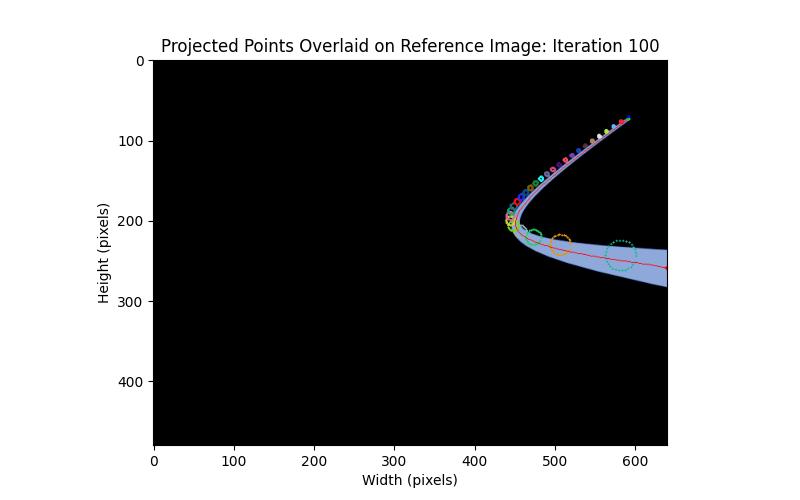 Projected Points Overlaid on Reference Image: Iteration 100
0
100
200
300
400
Height (pixels)
0 100 200 300 400 500 600
Width (pixels)